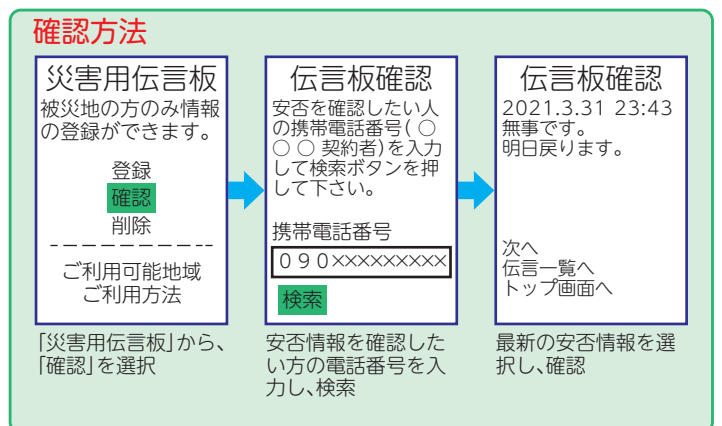 確認方法
災害用伝言板
被災地の方のみ情報
の登録ができます。
登録
確認
削除
ご利用可能地域
ご利用方法
「災害用伝言板」から、
「確認」を選択
伝言板確認
安否を確認したい人
の携帯電話番号(○
○○契約者)を入力
して検索ボタンを押
して下さい。
携帯電話番号
090×××××××××
検索
安否情報を確認した
い方の電話番号を入
力し、検索
伝言板確認
2021.3.31 23:43
無事です。
明日戻ります。
次へ
伝言一覧へ
トップ画面へ
最新の安否情報を選
択し、確認